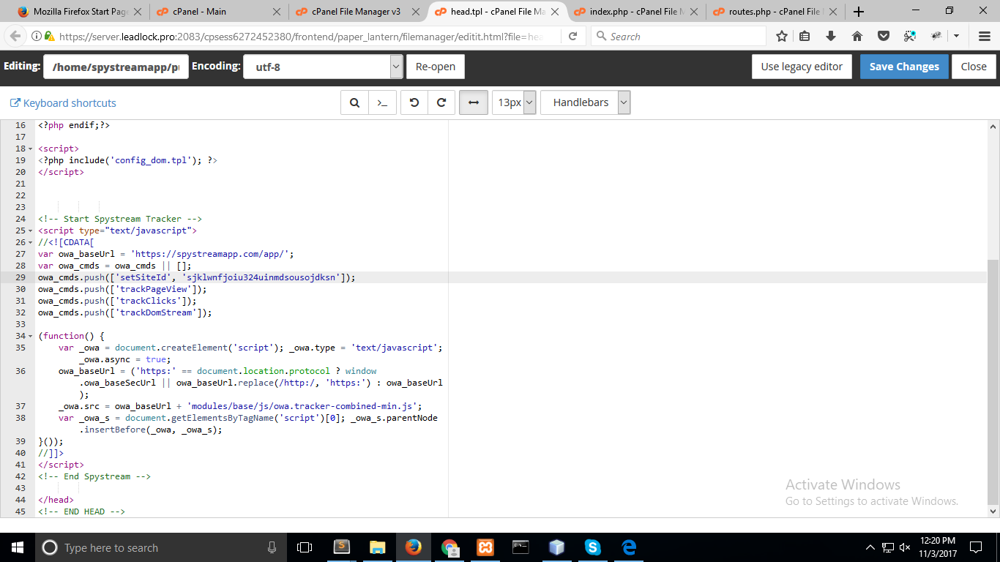 Mozilla Firefox Start Page
cPanel - Main
cPanel File Manager v3
head.tpl - cPanel File Ma
index.php - cPanel File M
routes.php - cPanel File
https://server.leadlock.pro:2083/cpsess6272452380/frontend/paper_lantern/filemanager/editit.html?file=hea
Search
Editing:
/home/spystreamapp/p
Encoding:
utf-8
Re-open
Use legacy editor
Save Changes
Close
Keyboard shortcuts
>_
13px
Handlebars
16 <?php endif;?>
17
18 <script>
19 <?php include('config_dom.tpl'); ?>
20 </script>
21
22
23
24 <!-- Start Spystream Tracker -->
25 <script type="text/javascript">
26 //<![CDATA[
27 var owa_baseUrl = 'https://spystreamapp.com/app/';
28 var owa_cmds = owa_cmds || [];
29 owa_cmds.push(['setSiteId', 'sjklwnfjoiu324uinmdsousojdksn']);
30 owa_cmds.push(['trackPageView']);
31 owa_cmds.push(['trackClicks']);
32 owa_cmds.push(['trackDomStream']);
33
34 (function() {
35 var _owa = document.createElement('script'); _owa.type = 'text/javascript';
_owa.async = true;
36 owa_baseUrl = ('https:' == document.location.protocol ? window
.owa_baseSecUrl || owa_baseUrl.replace(/http:/, 'https:') : owa_baseUrl
);
37 _owa.src = owa_baseUrl + 'modules/base/js/owa.tracker-combined-min.js';
38 var _owa_s = document.getElementsByTagName('script')[0]; _owa_s.parentNode
.insertBefore(_owa, _owa_s);
39 }());
40 //]]>
41 </script>
42 <!-- End Spystream -->
43
44 </head>
45 <!-- END HEAD -->
Activate Windows
Go to Settings to activate Windows.
Type here to search
12:20 PM
11/3/2017